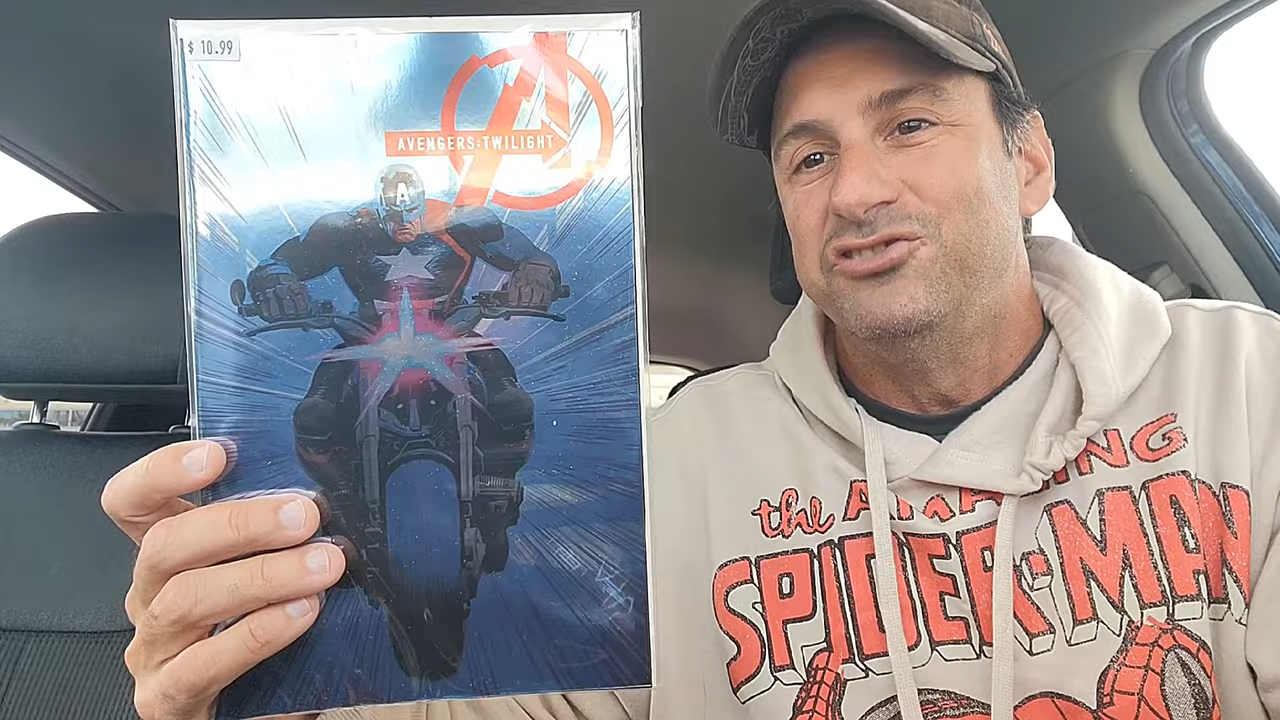 $ 10.99
AVENGERS:TWILIGHT
A
the AMAZING
SPIDER-MAN